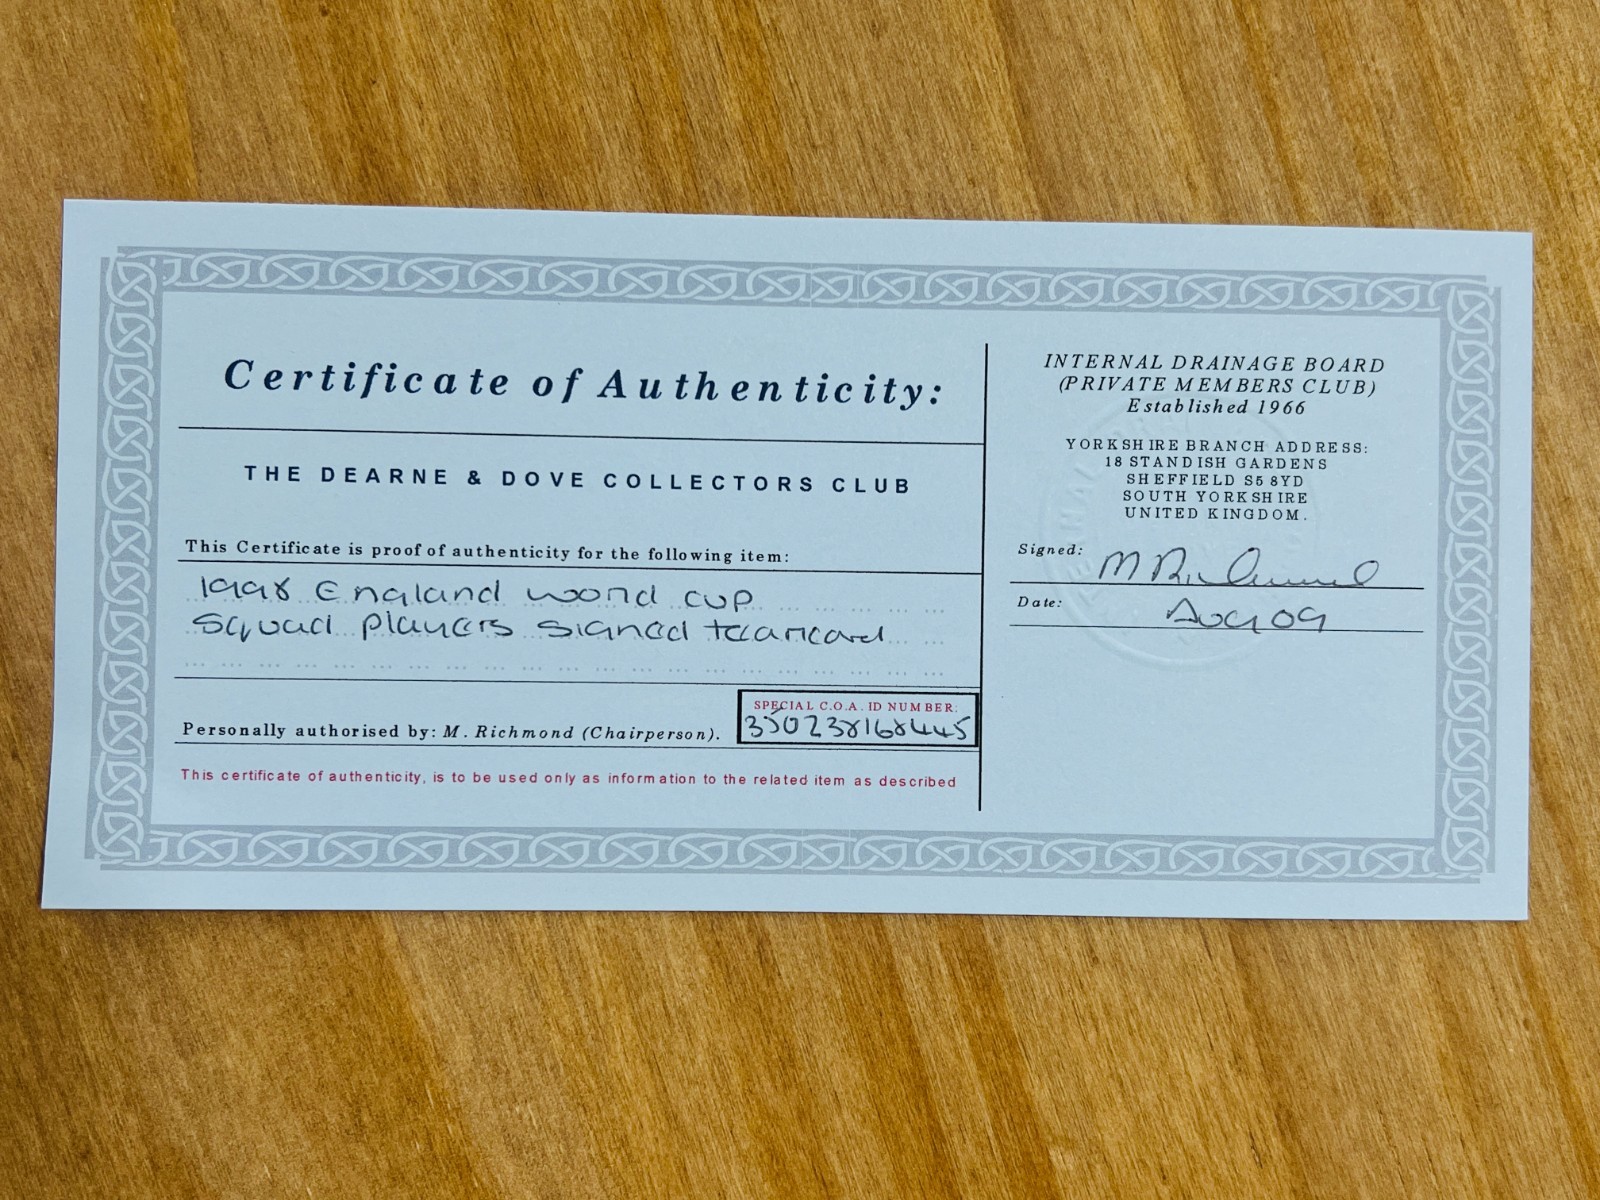 Certificate of Authenticity:
THE DEARNE & DOVE COLLECTORS CLUB
This Certificate is proof of authenticity for the following item:
1998 England World Cup
Squad players signed teamcard
Personally authorised by: M. Richmond (Chairperson).
SPECIAL C.O.A. ID NUMBER:
350238168445
This certificate of authenticity, is to be used only as information to the related item as described
INTERNAL DRAINAGE BOARD
(PRIVATE MEMBERS CLUB)
Established 1966
YORKSHIRE BRANCH ADDRESS:
18 STANDISH GARDENS
SHEFFIELD S5 8YD
SOUTH YORKSHIRE
UNITED KINGDOM.
Signed: M Richmond
Date: Aug 09